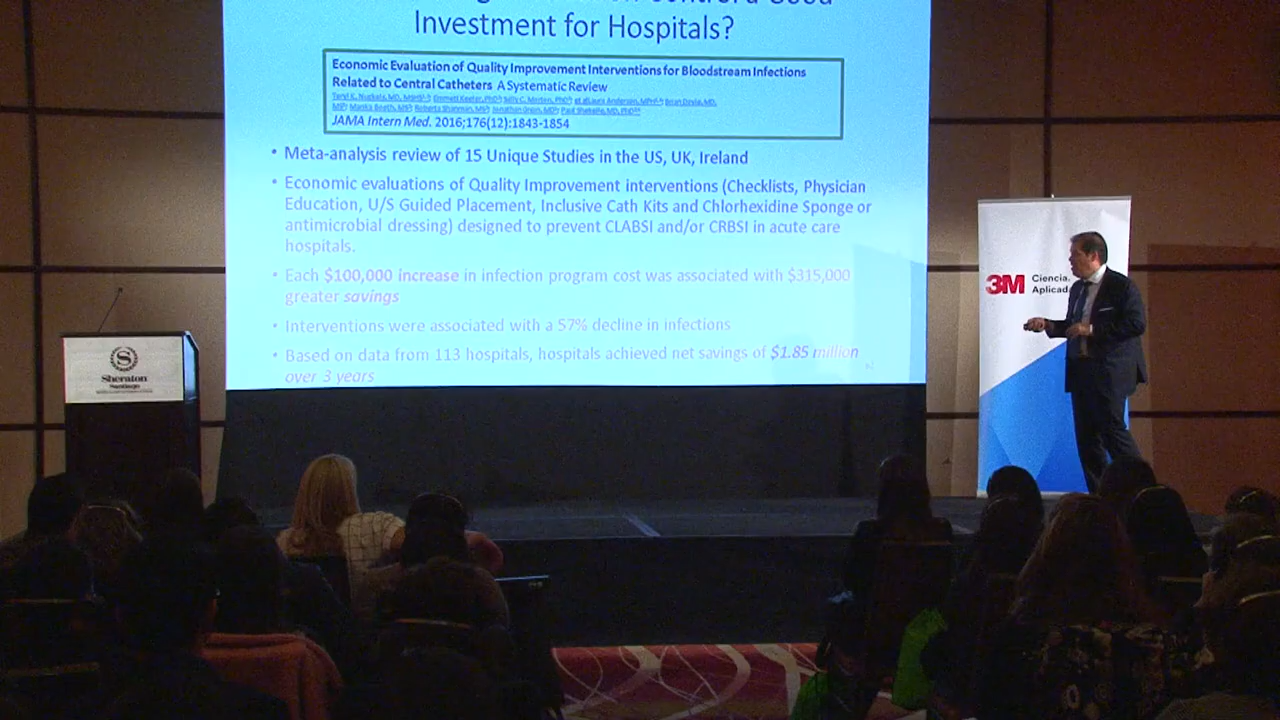 Investment for Hospitals?
Economic Evaluation of Quality Improvement Interventions for Bloodstream Infections
Related to Central Catheters A Systematic Review
JAMA Intern Med. 2016;176(12):1843-1854
• Meta-analysis review of 15 Unique Studies in the US, UK, Ireland
• Economic evaluations of Quality Improvement interventions (Checklists, Physician
Education, U/S Guided Placement, Inclusive Cath Kits and Chlorhexidine Sponge or
antimicrobial dressing) designed to prevent CLABSI and/or CRBSI in acute care
hospitals.
• Each $100,000 increase in infection program cost was associated with $315,000
greater savings
• Interventions were associated with a 57% decline in infections
• Based on data from 113 hospitals, hospitals achieved net savings of $1.85 million
over 3 years
3M Ciencia.
Sheraton
Santiago